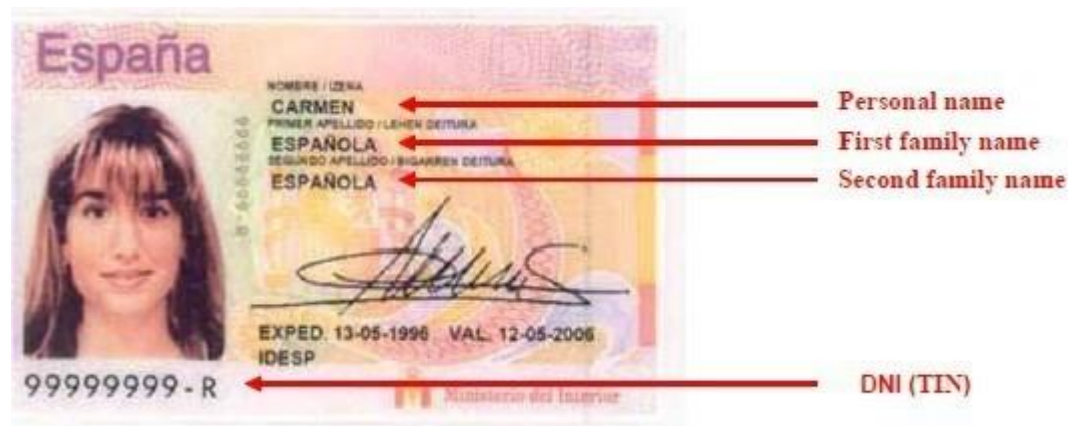 España
NOMBRE / IZENA
CARMEN
Personal name
PRIMER APELLIDO / LEHEN DEITURA
ESPAÑOLA
First family name
SEGUNDO APELLIDO / BIGARREN DEITURA
ESPAÑOLA
Second family name
EXPED. 13-05-1996 VAL. 12-05-2006
IDESP
99999999-R
DNI (TIN)
Ministerio del Interior